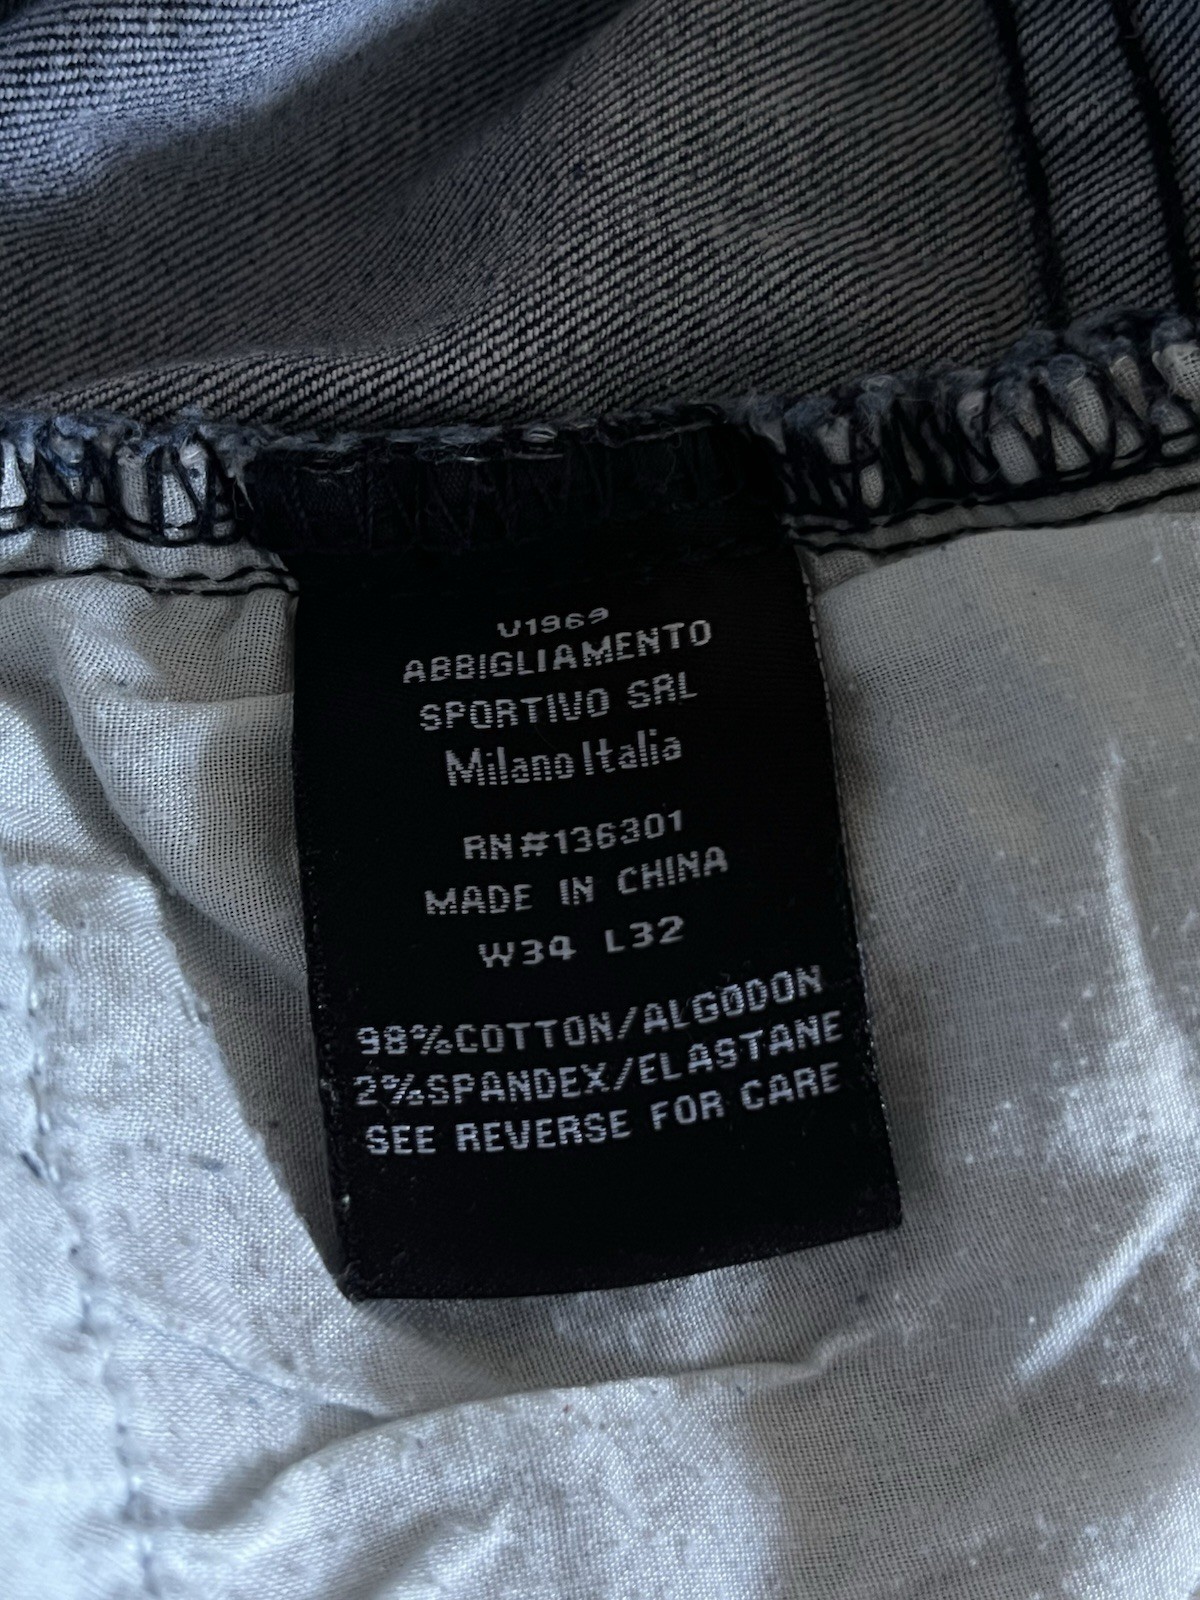 V1969
ABBIGLIAMENTO
SPORTIVO SRL
Milano Italia
RN#136301
MADE IN CHINA
W34 L32
98%COTTON/ALGODON
2%SPANDEX/ELASTANE
SEE REVERSE FOR CARE